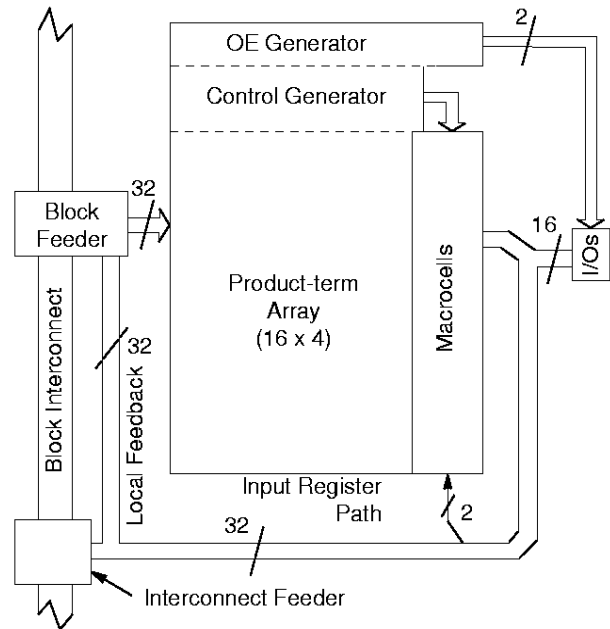 2
OE Generator
Control Generator
32
Block
Feeder
16
I/Os
Product-term
Array
(16 x 4)
Macrocells
32
Block Interconnect
Local Feedback
Input Register
Path
2
32
Interconnect Feeder